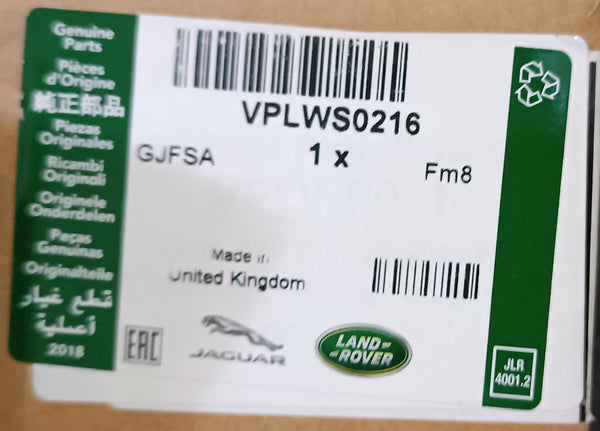 Genuine
Parts
Pièces
d'Origine
純正部品
Piezas
Originales
Ricambi
Originali
Originele
Onderdelen
Peças
Genuinas
Originalteile
قطع غيار
أصلية
2018
VPLWS0216
GJFSA
1 x
Fm8
Made in
United Kingdom
EAC
JAGUAR
LAND-
-ROVER
JLR
4001.2